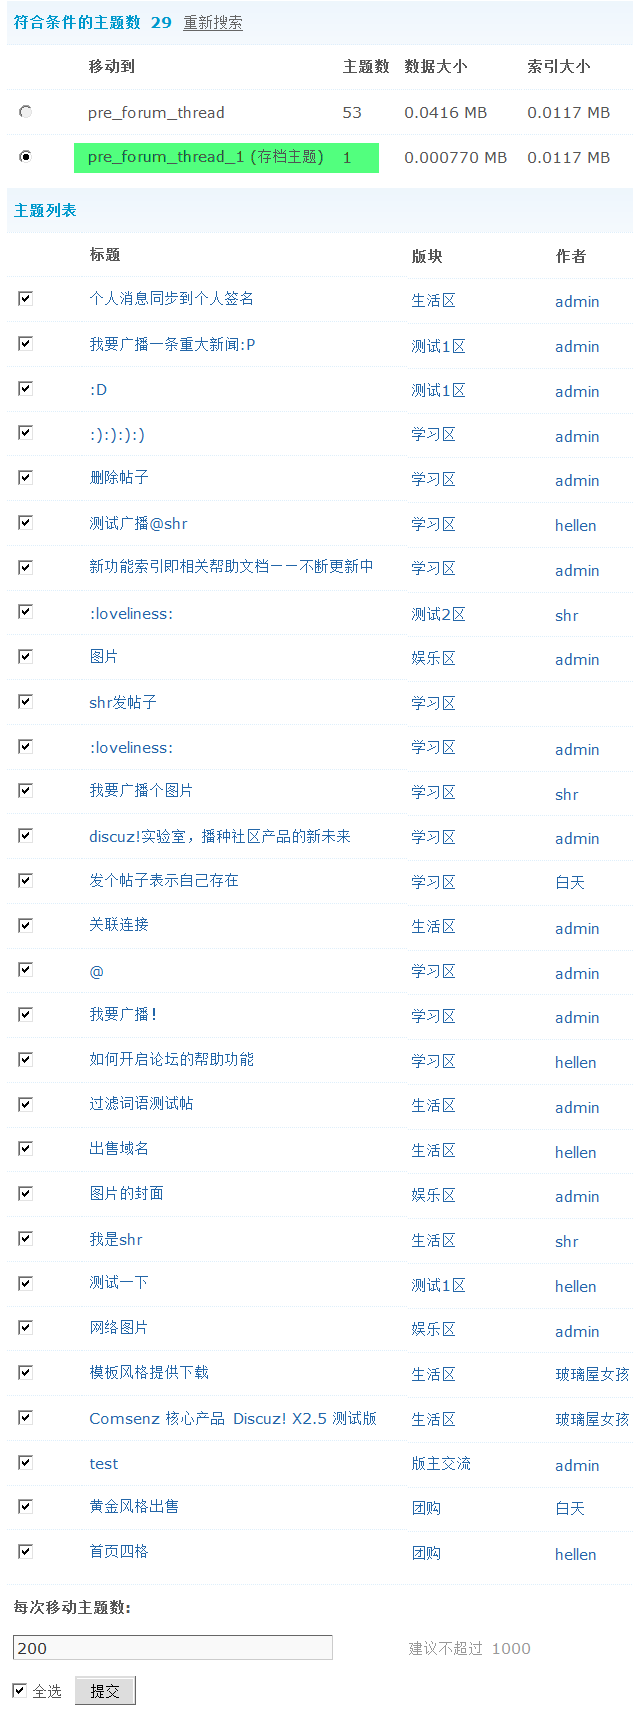 符合条件的主题数 29 重新搜索
移动到 主题数 数据大小 索引大小
pre_forum_thread 53 0.0416 MB 0.0117 MB
pre_forum_thread_1 (存档主题) 1 0.000770 MB 0.0117 MB
主题列表
标题 版块 作者
个人消息同步到个人签名 生活区 admin
我要广播一条重大新闻:P 测试1区 admin
:D 测试1区 admin
:):):):) 学习区 admin
删除帖子 学习区 admin
测试广播@shr 学习区 hellen
新功能索引即相关帮助文档——不断更新中 学习区 admin
:loveliness: 测试2区 shr
图片 娱乐区 admin
shr发帖子 学习区
:loveliness: 学习区 admin
我要广播个图片 学习区 shr
discuz!实验室，播种社区产品的新未来 学习区 admin
发个帖子表示自己存在 学习区 白天
关联连接 生活区 admin
@ 学习区 admin
我要广播! 学习区 admin
如何开启论坛的帮助功能 学习区 hellen
过滤词语测试帖 生活区 admin
出售域名 生活区 hellen
图片的封面 娱乐区 admin
我是shr 生活区 shr
测试一下 测试1区 hellen
网络图片 娱乐区 admin
模板风格提供下载 生活区 玻璃屋女孩
Comsenz 核心产品 Discuz! X2.5 测试版 生活区 玻璃屋女孩
test 版主交流 admin
黄金风格出售 团购 白天
首页四格 团购 hellen
每次移动主题数:
200 建议不超过 1000
全选 提交